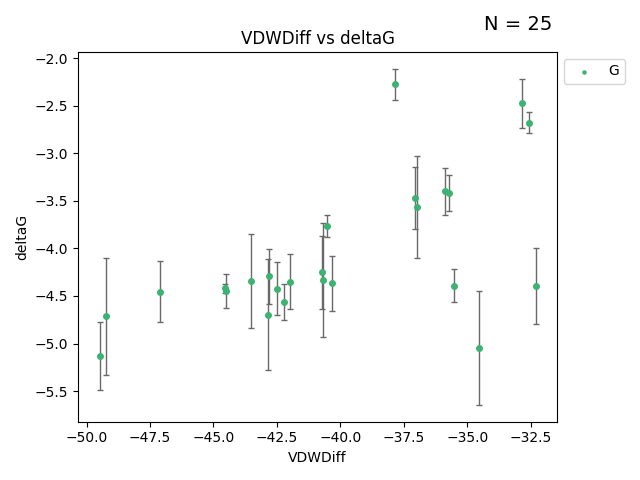 N = 25
VDWDiff vs deltaG
G
deltaG
−2.0
−2.5
−3.0
−3.5
−4.0
−4.5
−5.0
−5.5
−50.0 −47.5 −45.0 −42.5 −40.0 −37.5 −35.0 −32.5
VDWDiff